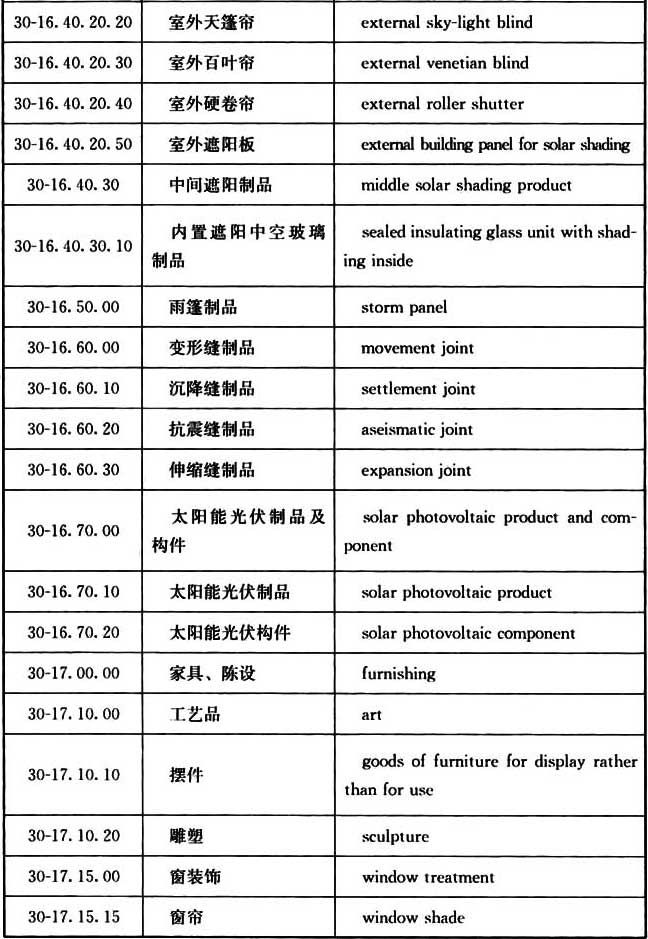 30-16.40.20.20 室外天篷帘 external sky-light blind
30-16.40.20.30 室外百叶帘 external venetian blind
30-16.40.20.40 室外硬卷帘 external roller shutter
30-16.40.20.50 室外遮阳板 external building panel for solar shading
30-16.40.30 中间遮阳制品 middle solar shading product
30-16.40.30.10 内置遮阳中空玻璃
制品 sealed insulating glass unit with shad-
ing inside
30-16.50.00 雨篷制品 storm panel
30-16.60.00 变形缝制品 movement joint
30-16.60.10 沉降缝制品 settlement joint
30-16.60.20 抗震缝制品 aseismatic joint
30-16.60.30 伸缩缝制品 expansion joint
30-16.70.00 太阳能光伏制品及
构件 solar photovoltaic product and com-
ponent
30-16.70.10 太阳能光伏制品 solar photovoltaic product
30-16.70.20 太阳能光伏构件 solar photovoltaic component
30-17.00.00 家具、陈设 furnishing
30-17.10.00 工艺品 art
30-17.10.10 摆件 goods of furniture for display rather
than for use
30-17.10.20 雕塑 sculpture
30-17.15.00 窗装饰 window treatment
30-17.15.15 窗帘 window shade